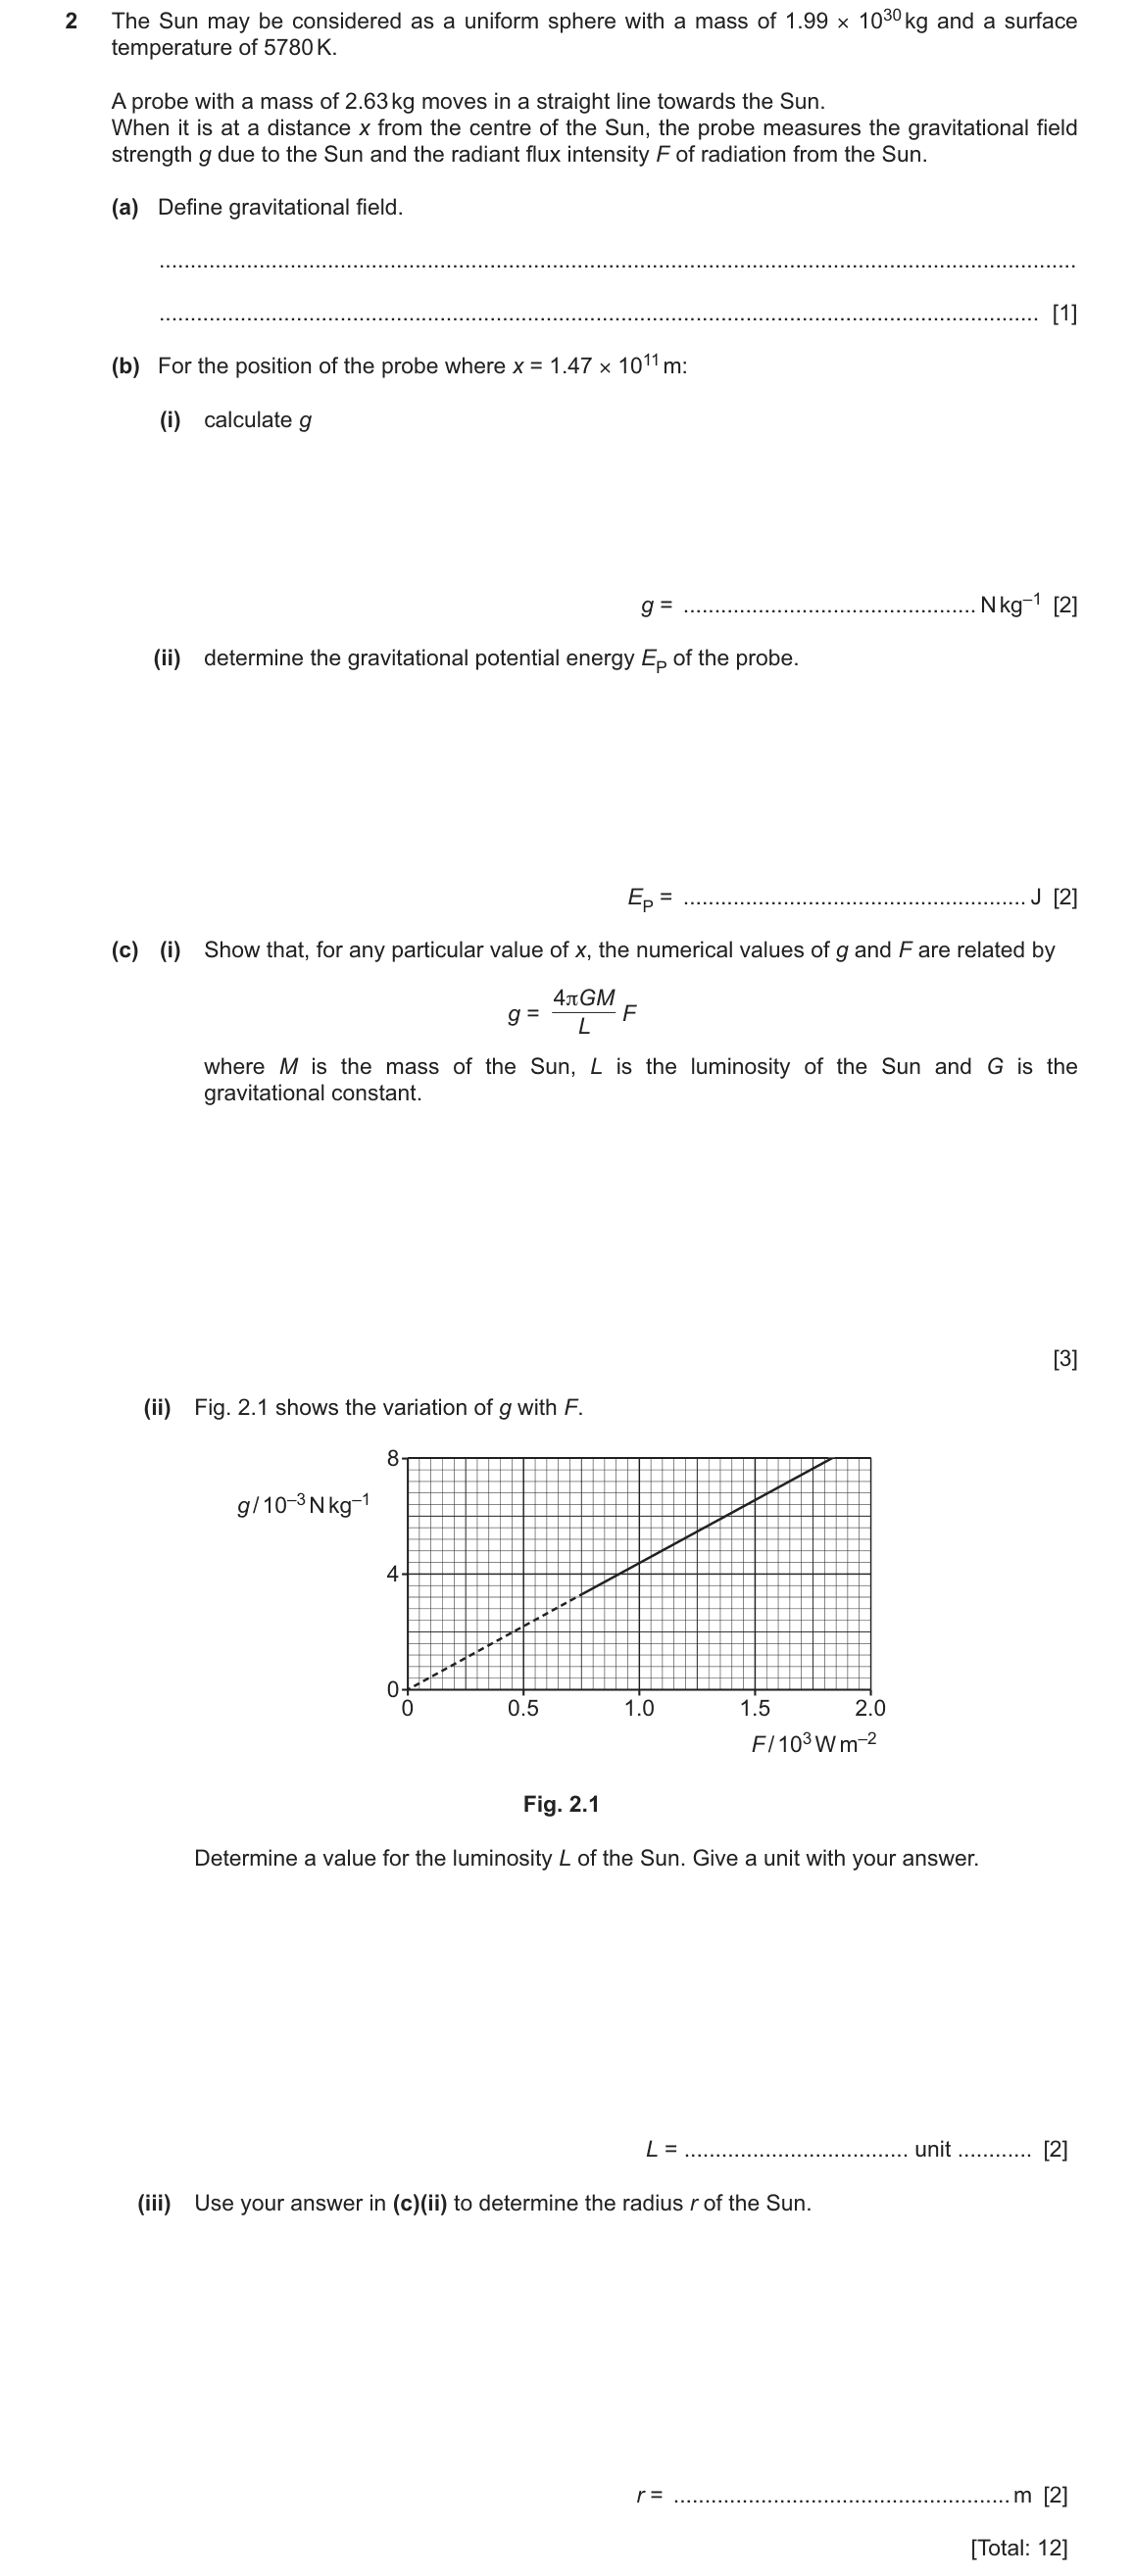 2 The Sun may be considered as a uniform sphere with a mass of 1.99 × 10³⁰ kg and a surface
temperature of 5780 K.
A probe with a mass of 2.63 kg moves in a straight line towards the Sun.
When it is at a distance x from the centre of the Sun, the probe measures the gravitational field
strength g due to the Sun and the radiant flux intensity F of radiation from the Sun.
(a) Define gravitational field.
..........................................................................................................................
..................................................................................................................... [1]
(b) For the position of the probe where x = 1.47 × 10¹¹ m:
(i) calculate g
g = ............................................... N kg⁻¹ [2]
(ii) determine the gravitational potential energy E_P of the probe.
E_P = ....................................................... J [2]
(c) (i) Show that, for any particular value of x, the numerical values of g and F are related by
g = 4πGM/L F
where M is the mass of the Sun, L is the luminosity of the Sun and G is the
gravitational constant.
[3]
(ii) Fig. 2.1 shows the variation of g with F.
8
g / 10⁻³ N kg⁻¹
4
0
0 0.5 1.0 1.5 2.0
F / 10³ W m⁻²
Fig. 2.1
Determine a value for the luminosity L of the Sun. Give a unit with your answer.
L = .................................... unit ............ [2]
(iii) Use your answer in (c)(ii) to determine the radius r of the Sun.
r = ...................................................... m [2]
[Total: 12]